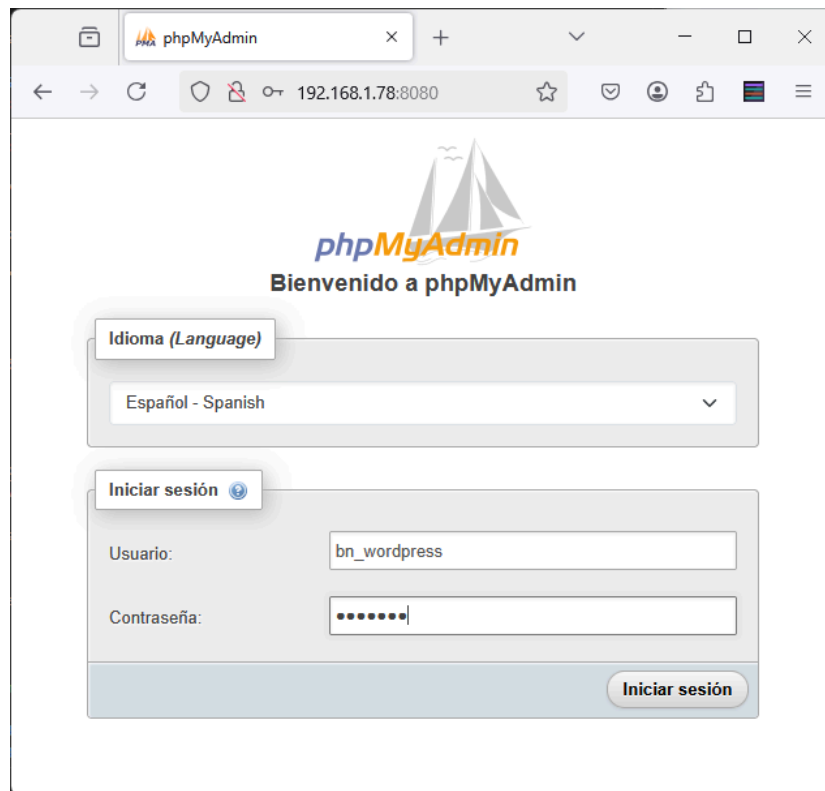 PMA phpMyAdmin
192.168.1.78:8080
phpMyAdmin
Bienvenido a phpMyAdmin
Idioma (Language)
Español - Spanish
Iniciar sesión
Usuario:
bn_wordpress
Contraseña:
•••••••
Iniciar sesión